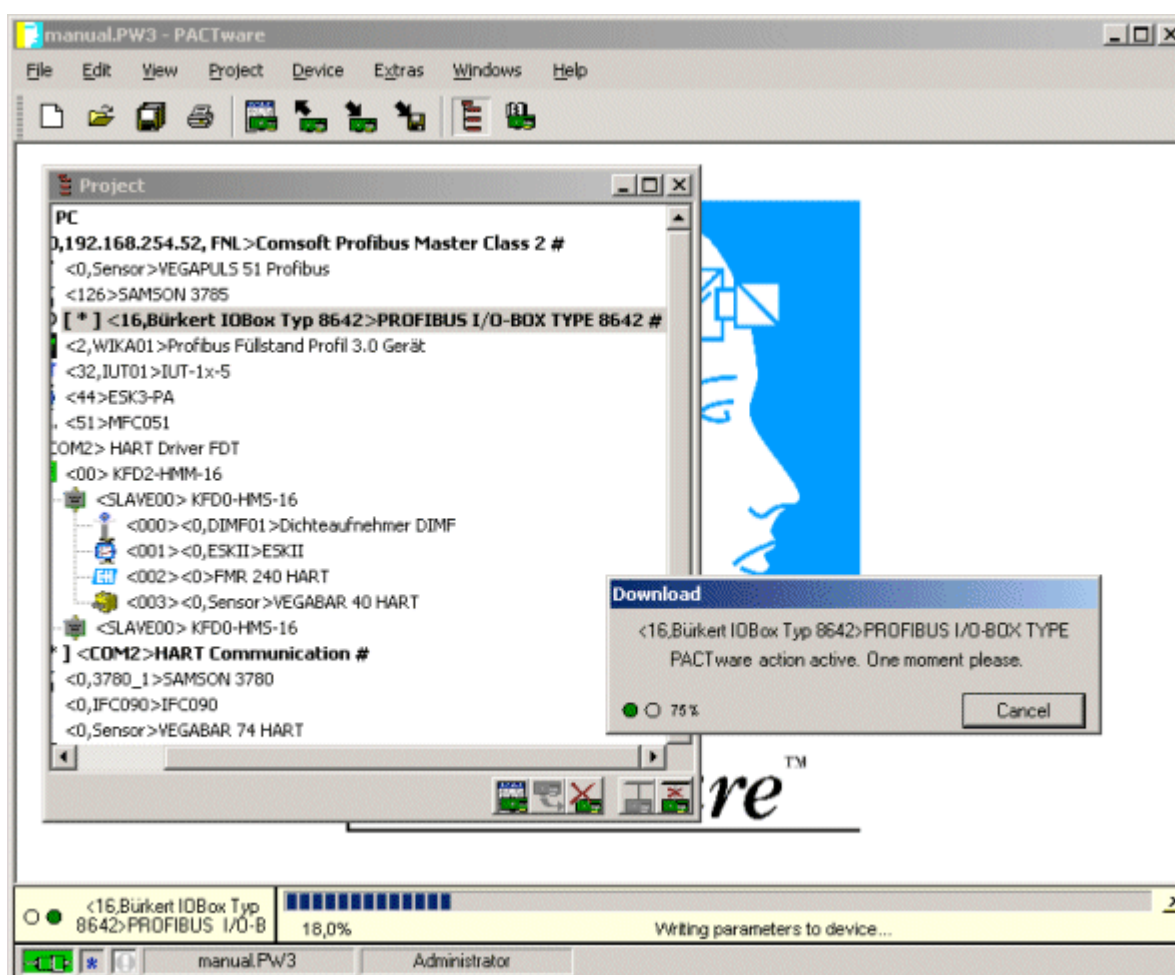 manual.PW3 - PACTware
File Edit View Project Device Extras Windows Help
Project
PC
0,192.168.254.52, FNL>Comsoft Profibus Master Class 2 #
<0,Sensor>VEGAPULS 51 Profibus
<126>SAMSON 3785
[ * ] <16,Bürkert IOBox Typ 8642>PROFIBUS I/O-BOX TYPE 8642 #
<2,WIKA01>Profibus Füllstand Profil 3.0 Gerät
<32,IUT01>IUT-1x-5
<44>ESK3-PA
<51>MFC051
COM2> HART Driver FDT
<00> KFD2-HMM-16
<SLAVE00> KFD0-HMS-16
<000><0,DIMF01>Dichteaufnehmer DIMF
<001><0,ESKII>ESKII
<002><0>FMR 240 HART
<003><0,Sensor>VEGABAR 40 HART
<SLAVE00> KFD0-HMS-16
* ] <COM2>HART Communication #
<0,3780_1>SAMSON 3780
<0,IFC090>IFC090
<0,Sensor>VEGABAR 74 HART
Download
<16,Bürkert IOBox Typ 8642>PROFIBUS I/O-BOX TYPE
PACTware action active. One moment please.
75%
Cancel
re™
<16,Bürkert IOBox Typ
8642>PROFIBUS I/O-B
18,0% Writing parameters to device...
manual.PW3 Administrator